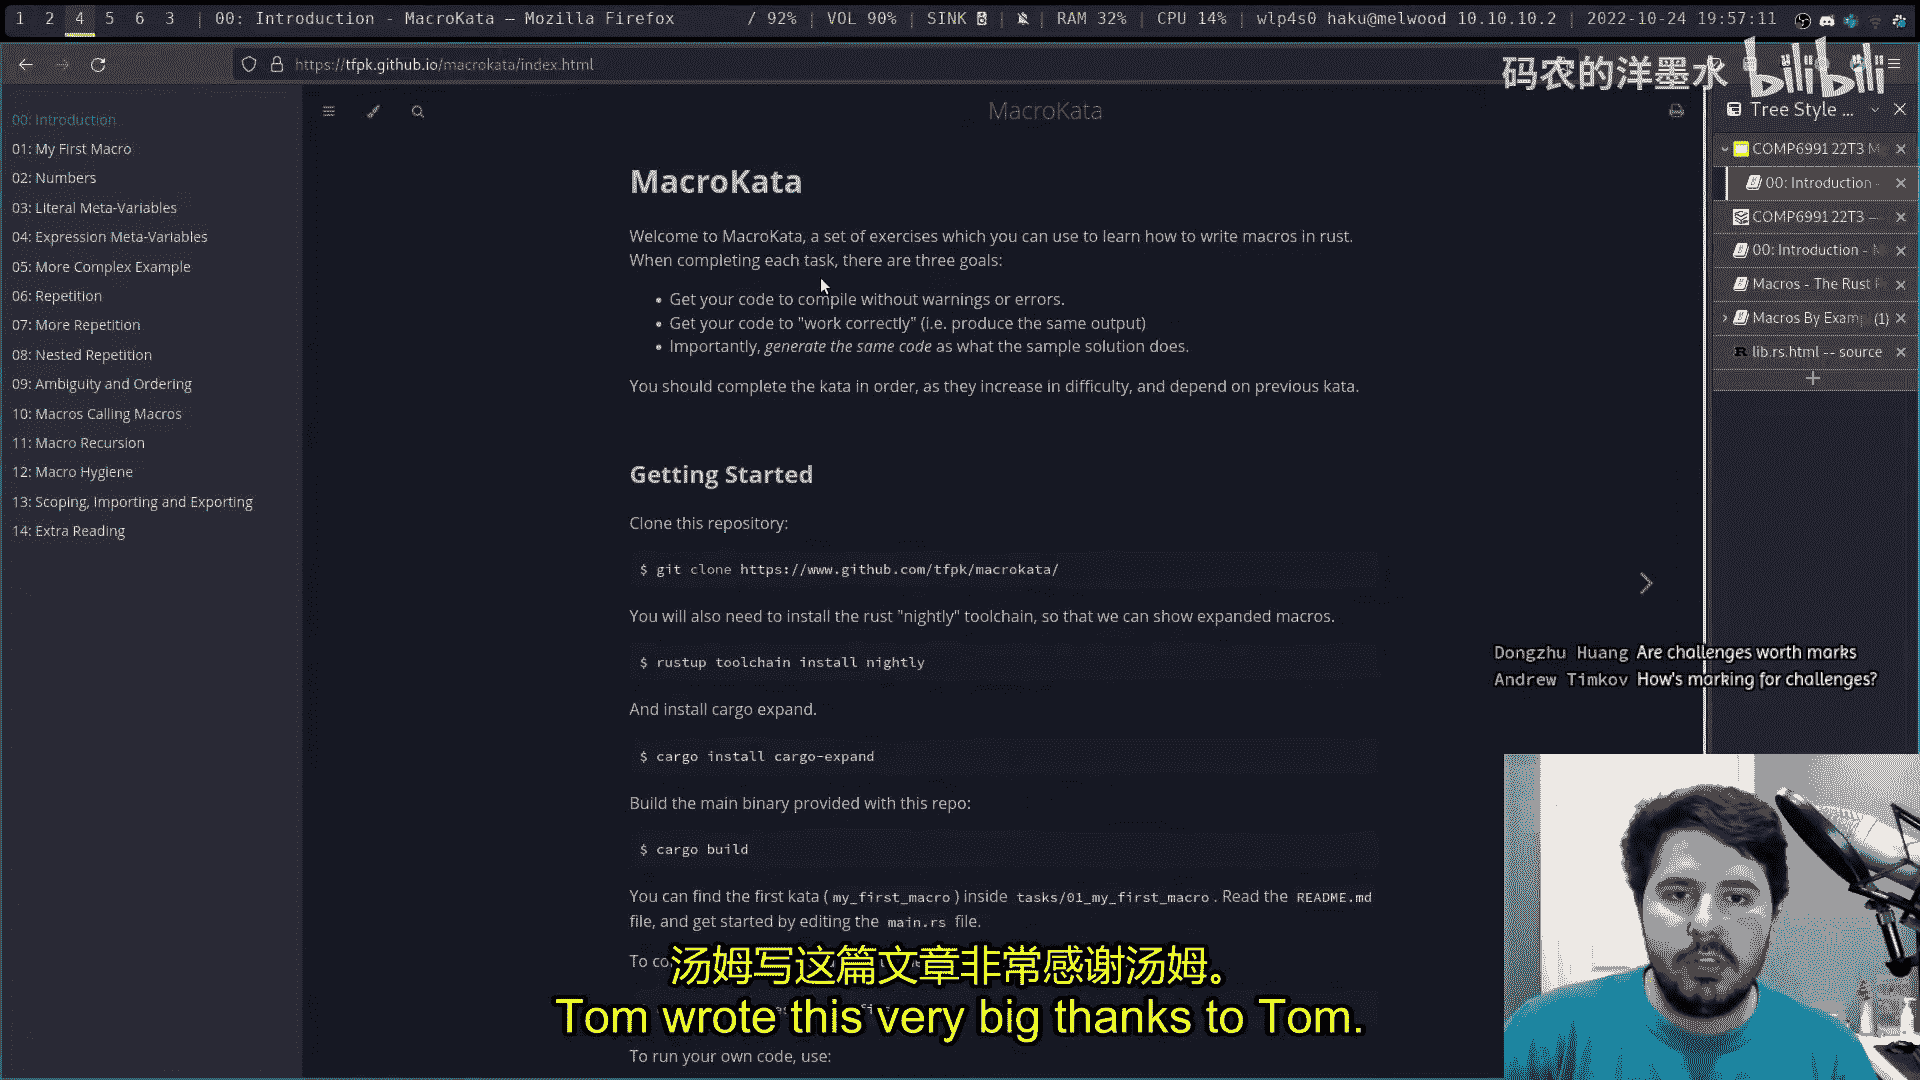 1 2 4 5 6 3 | 00: Introduction - MacroKata — Mozilla Firefox / 92% | VOL 90% | SINK | | RAM 32% | CPU 14% | wlp4s0 haku@melwood 10.10.10.2 | 2022-10-24 19:57:11
https://tfpk.github.io/macrokata/index.html
码农的洋墨水 bilibili
Tree Style ...
COMP6991 22T3 M
00: Introduction -
COMP6991 22T3 —
00: Introduction -
Macros - The Rust
Macros By Exam (1)
lib.rs.html -- source
00: Introduction
01: My First Macro
02: Numbers
03: Literal Meta-Variables
04: Expression Meta-Variables
05: More Complex Example
06: Repetition
07: More Repetition
08: Nested Repetition
09: Ambiguity and Ordering
10: Macros Calling Macros
11: Macro Recursion
12: Macro Hygiene
13: Scoping, Importing and Exporting
14: Extra Reading
MacroKata
MacroKata
Welcome to MacroKata, a set of exercises which you can use to learn how to write macros in rust.
When completing each task, there are three goals:
• Get your code to compile without warnings or errors.
• Get your code to "work correctly" (i.e. produce the same output)
• Importantly, generate the same code as what the sample solution does.
You should complete the kata in order, as they increase in difficulty, and depend on previous kata.
Getting Started
Clone this repository:
$ git clone https://www.github.com/tfpk/macrokata/
You will also need to install the rust "nightly" toolchain, so that we can show expanded macros.
$ rustup toolchain install nightly
And install cargo expand.
$ cargo install cargo-expand
Build the main binary provided with this repo:
$ cargo build
You can find the first kata (my_first_macro) inside tasks/01_my_first_macro. Read the README.md
file, and get started by editing the main.rs file.
To co
To run your own code, use:
Dongzhu Huang Are challenges worth marks
Andrew Timkov How's marking for challenges?
汤姆写这篇文章非常感谢汤姆。
Tom wrote this very big thanks to Tom.